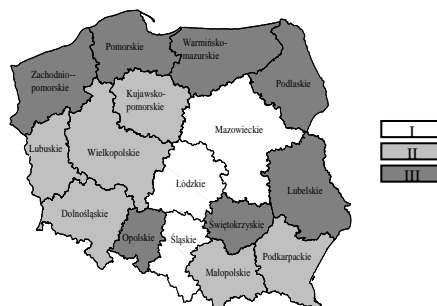 Pomorskie
Warmińsko-
mazurskie
Zachodnio--
pomorskie
Podlaskie
Kujawsko-
pomorskie
Mazowieckie
Lubuskie
Wielkopolskie
Łódzkie
Lubelskie
Dolnośląskie
Opolskie
Śląskie
Świętokrzyskie
Małopolskie
Podkarpackie
I
II
III